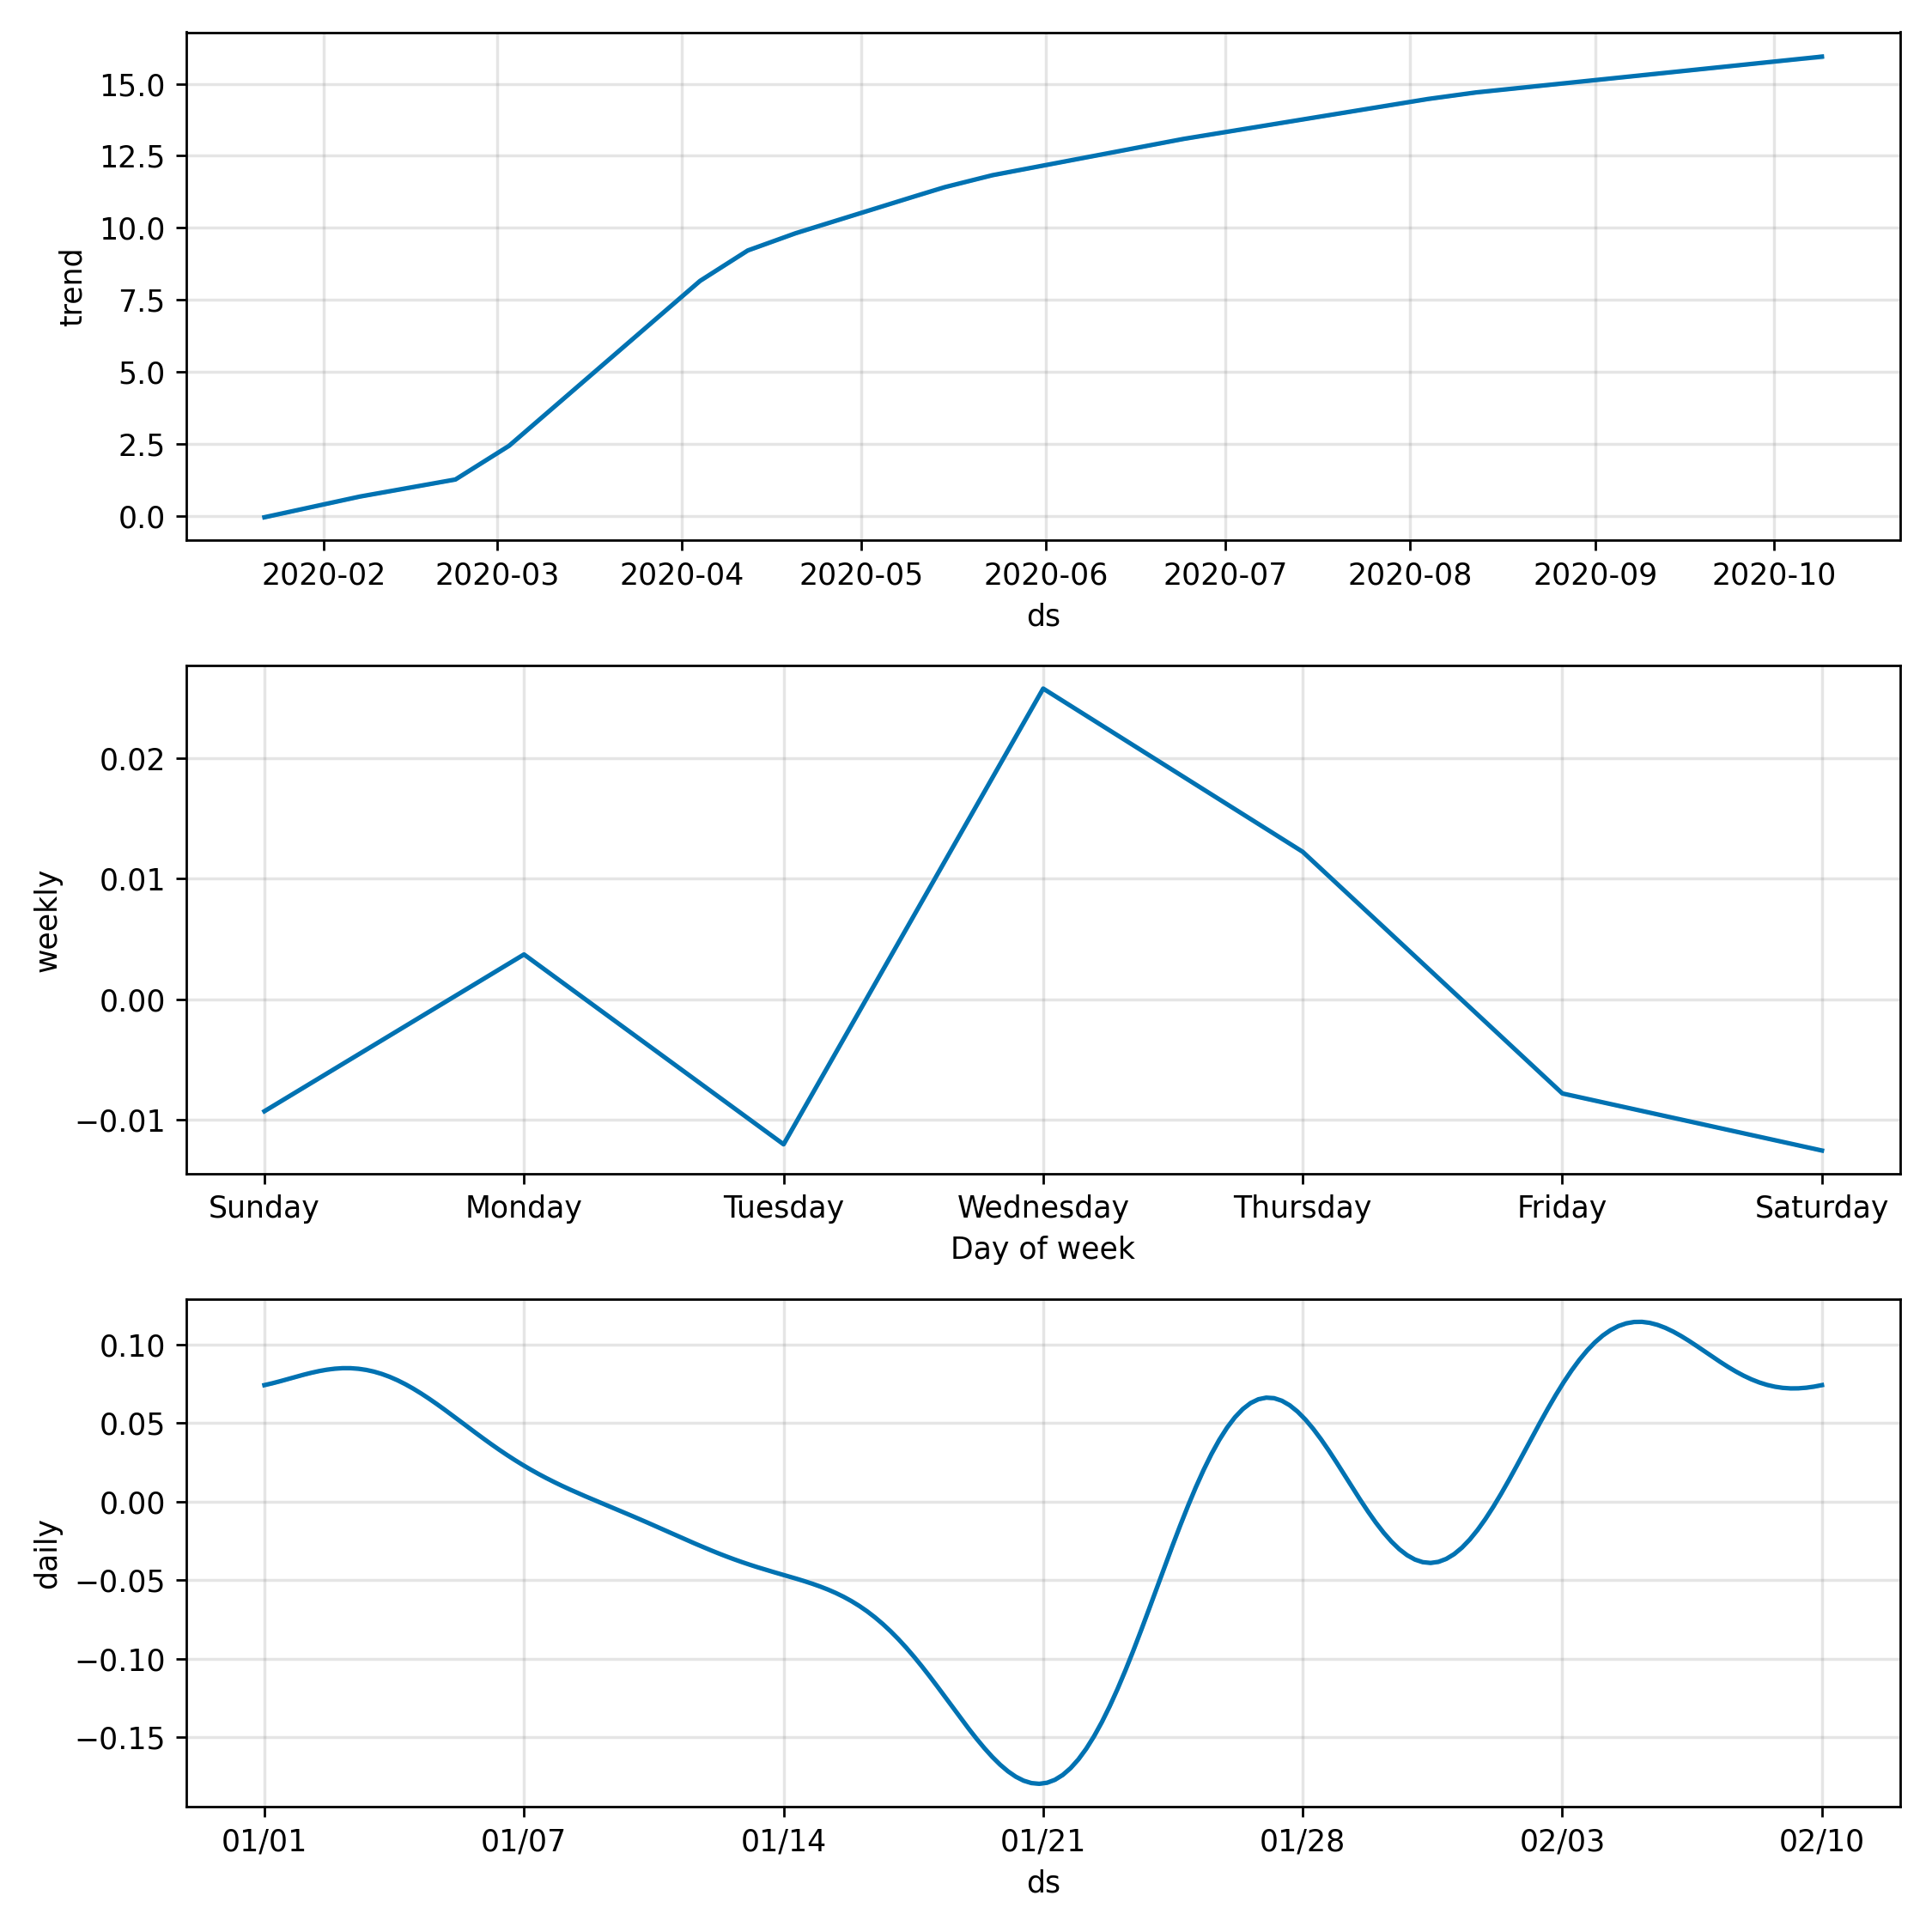 15.0
12.5
10.0
7.5
5.0
2.5
0.0
trend
2020-02 2020-03 2020-04 2020-05 2020-06 2020-07 2020-08 2020-09 2020-10
ds
0.02
0.01
0.00
−0.01
weekly
Sunday Monday Tuesday Wednesday Thursday Friday Saturday
Day of week
0.10
0.05
0.00
−0.05
−0.10
−0.15
daily
01/01 01/07 01/14 01/21 01/28 02/03 02/10
ds